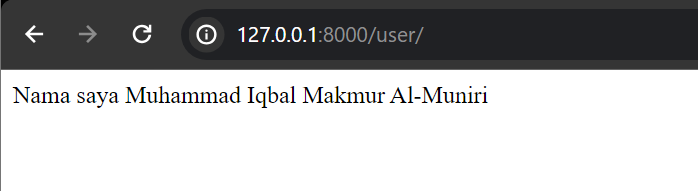 127.0.0.1:8000/user/
Nama saya Muhammad Iqbal Makmur Al-Muniri